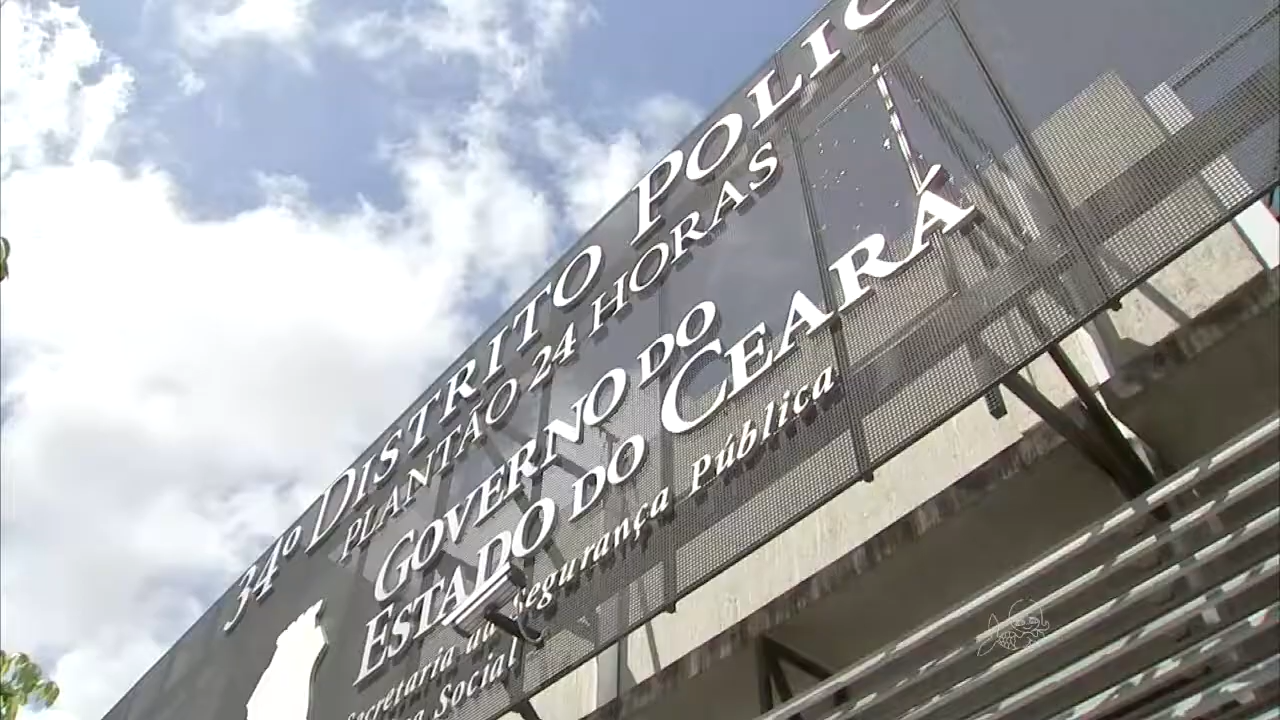 34º DISTRITO POLIC
PLANTÃO 24 HORAS
GOVERNO DO
ESTADO DO CEARÁ
Secretaria da Segurança Pública
Social